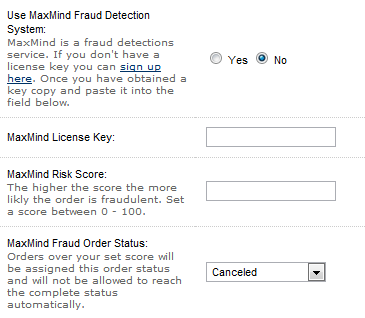 Use MaxMind Fraud Detection
System:
MaxMind is a fraud detections
service. If you don't have a
license key you can sign up
here. Once you have obtained a
key copy and paste it into the
field below.
Yes No
MaxMind License Key:
MaxMind Risk Score:
The higher the score the more
likly the order is fraudulent. Set
a score between 0 - 100.
MaxMind Fraud Order Status:
Orders over your set score will
be assigned this order status
and will not be allowed to reach
the complete status
automatically.
Canceled